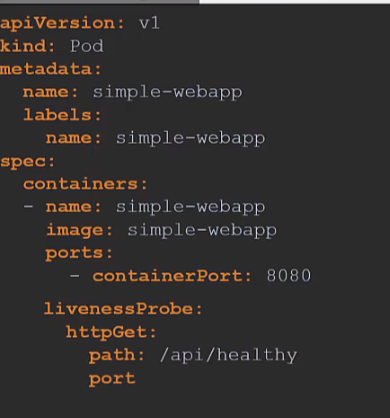 apiVersion: v1
kind: Pod
metadata:
  name: simple-webapp
  labels:
    name: simple-webapp
spec:
  containers:
  - name: simple-webapp
    image: simple-webapp
    ports:
      - containerPort: 8080
    livenessProbe:
      httpGet:
        path: /api/healthy
        port